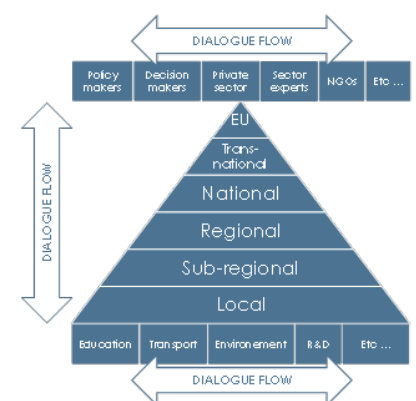 DIALOGUE FLOW
Policy makers
Decision makers
Private sector
Sector experts
NGOs
Etc ...
DIALOGUE FLOW
EU
Trans-
national
National
Regional
Sub-regional
Local
Education
Transport
Environement
R&D
Etc ...
DIALOGUE FLOW